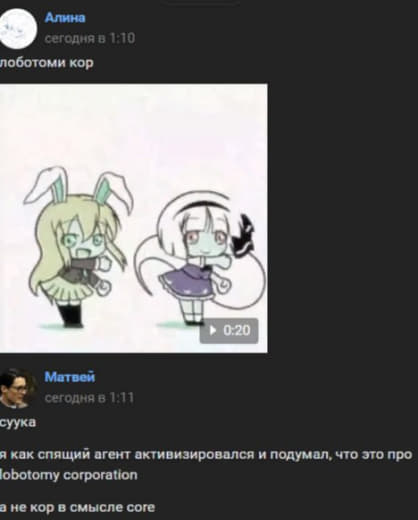 Алина
сегодня в 1:10
лоботоми кор
0:20
Матвей
сегодня в 1:11
суука
я как спящий агент активизировался и подумал, что это про
lobotomy corporation
а не кор в смысле core